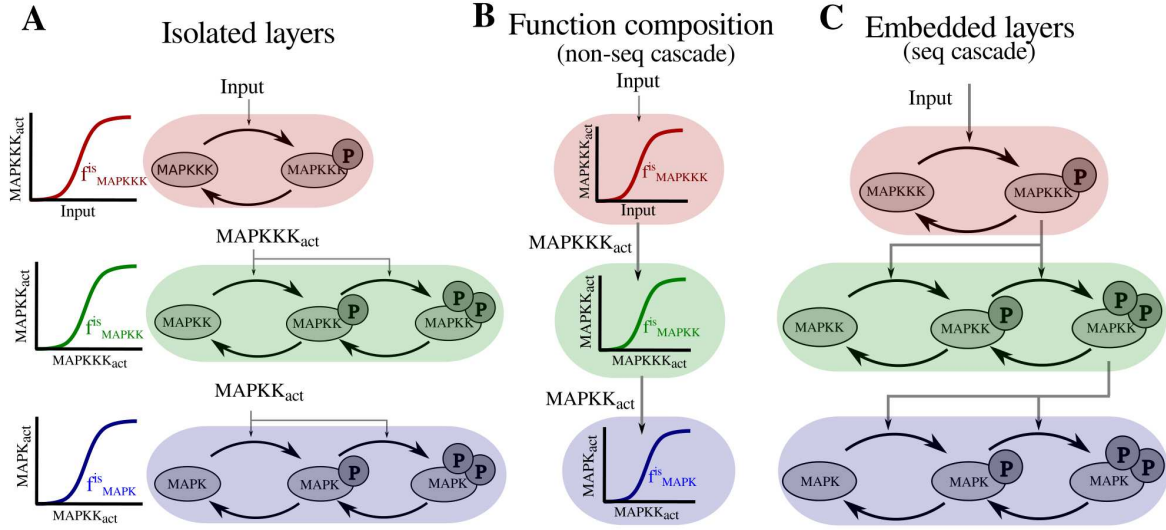 A
Isolated layers
Input
MAPKKK_act
f^is_MAPKKK
Input
MAPKKK
MAPKKK
P
MAPKKK_act
MAPKK_act
f^is_MAPKK
MAPKKK_act
MAPKK
MAPKK
P
MAPKK
P
P
MAPKK_act
MAPK_act
f^is_MAPK
MAPKK_act
MAPK
MAPK
P
MAPK
P
P
B
Function composition
(non-seq cascade)
Input
MAPKKK_act
f^is_MAPKKK
Input
MAPKKK_act
MAPKK_act
f^is_MAPKK
MAPKKK_act
MAPKK_act
MAPK_act
f^is_MAPK
MAPKK_act
C
Embedded layers
(seq cascade)
Input
MAPKKK
MAPKKK
P
MAPKK
MAPKK
P
MAPKK
P
P
MAPK
MAPK
P
MAPK
P
P